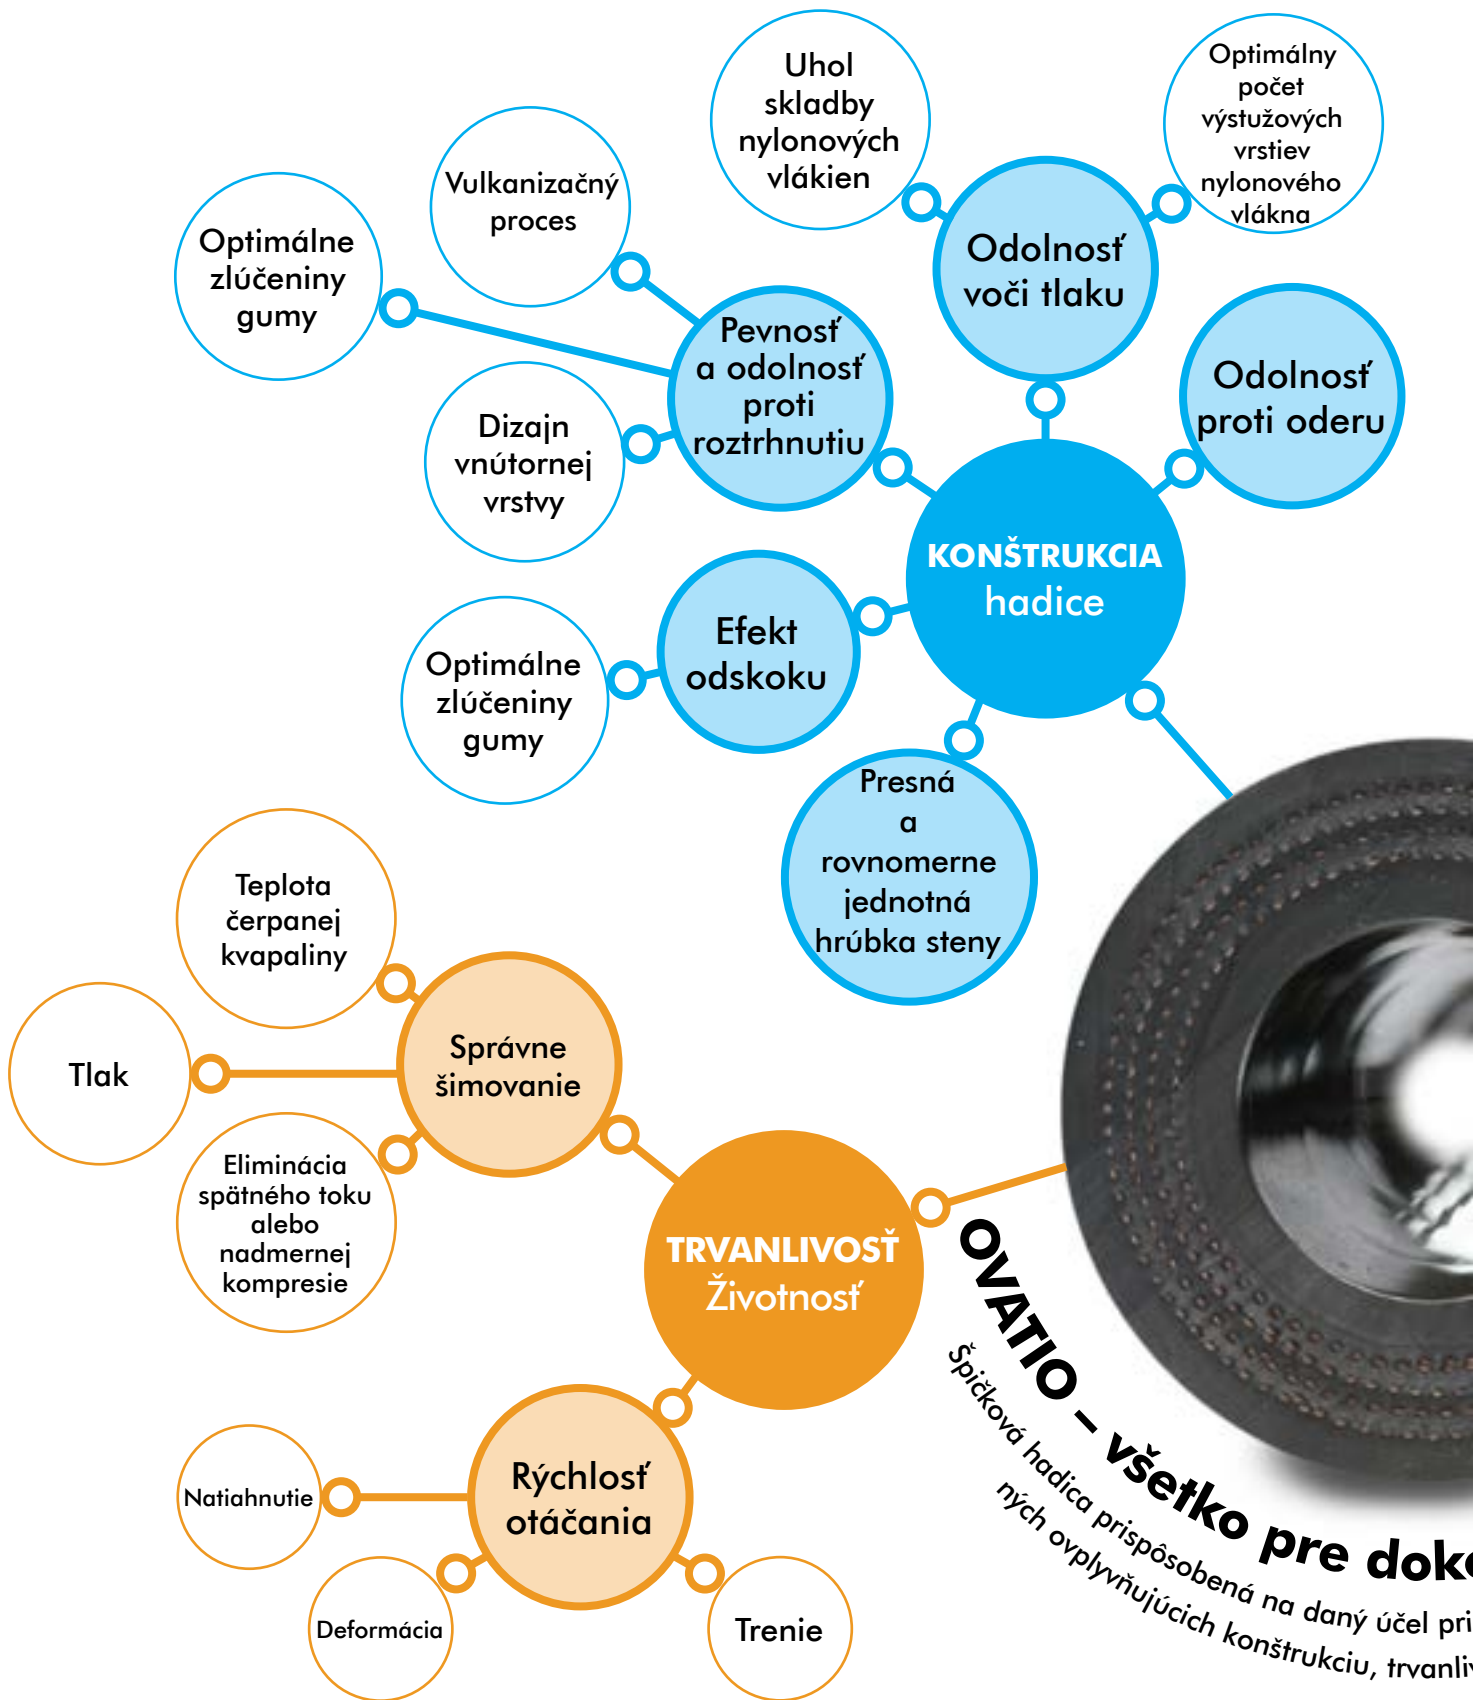 Uhol
skladby
nylonových
vlákien
Optimálny
počet
výstužových
vrstiev
nylonového
vlákna
Vulkanizačný
proces
Optimálne
zlúčeniny
gumy
Odolnosť
voči tlaku
Pevnosť
a odolnosť
proti
roztrhnutiu
Odolnosť
proti oderu
Dizajn
vnútornej
vrstvy
KONŠTRUKCIA
hadice
Efekt
odskoku
Optimálne
zlúčeniny
gumy
Presná
a
rovnomerne
jednotná
hrúbka steny
Teplota
čerpanej
kvapaliny
Správne
šimovanie
Tlak
Eliminácia
spätného toku
alebo
nadmernej
kompresie
TRVANLIVOSŤ
Životnosť
Rýchlosť
otáčania
Natiahnutie
Deformácia
Trenie
OVATIO – všetko pre doko
Špičková hadica prispôsobená na daný účel pri
ných ovplyvňujúcich konštrukciu, trvanliv